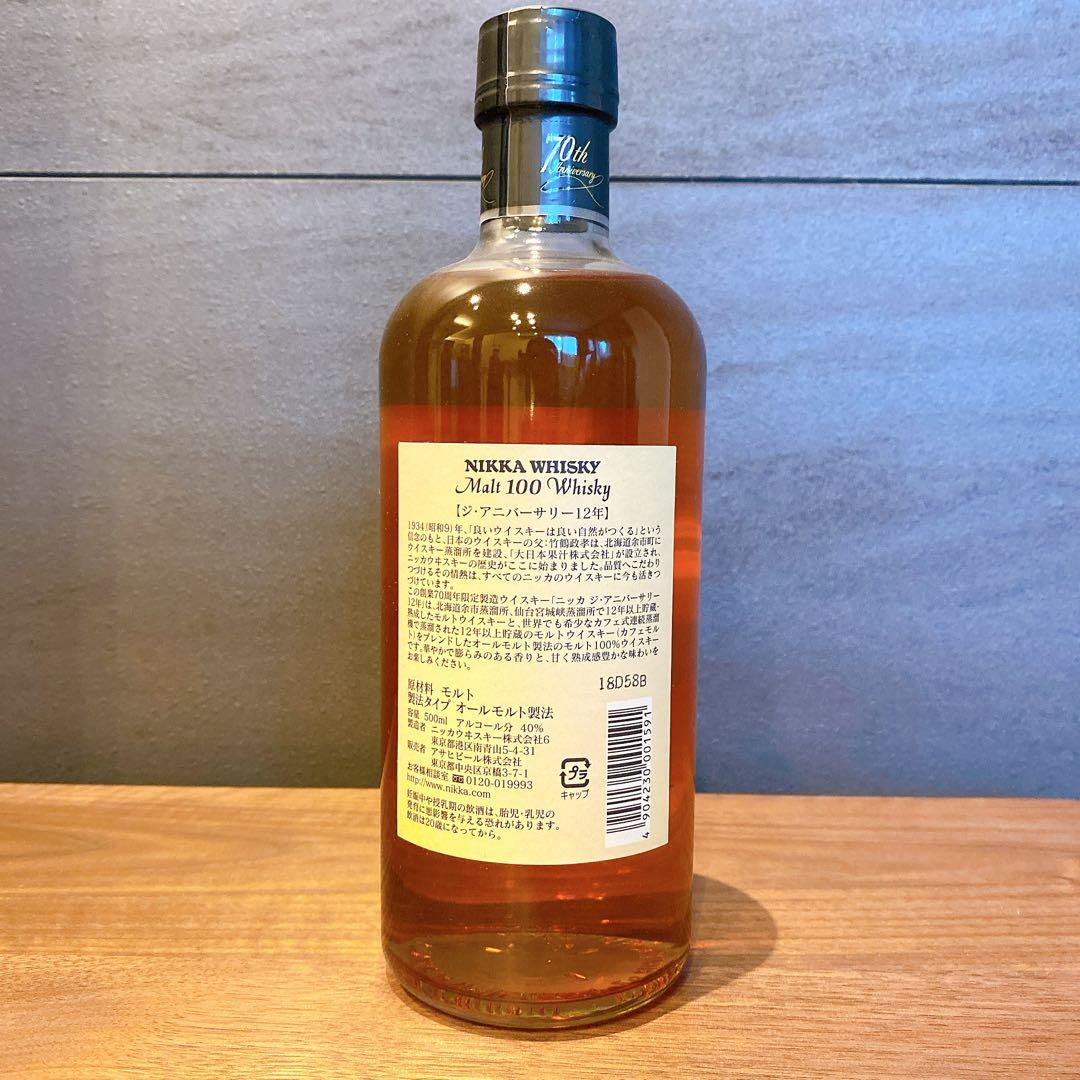 70th
Anniversary
NIKKA WHISKY
Malt 100 Whisky
【ジ・アニバーサリー12年】
1934(昭和9)年、「良いウイスキーは良い自然がつくる」という
信念のもと、日本のウイスキーの父:竹鶴政孝は、北海道余市町に
ウイスキー蒸溜所を建設、「大日本果汁株式会社」が設立され、
ニッカウヰスキーの歴史がここに始まりました。品質へこだわり
つづけるその情熱は、すべてのニッカのウイスキーに今も活きつ
づけています。
この創業70周年限定製造ウイスキー「ニッカ ジ・アニバーサリー
12年」は、北海道余市蒸溜所、仙台宮城峡蒸溜所で12年以上貯蔵・
熟成したモルトウイスキーと、世界でも希少なカフェ式連続蒸溜
機で蒸溜された12年以上貯蔵のモルトウイスキー(カフェモル
ト)をブレンドしたオールモルト製法のモルト100%ウイスキー
です。華やかで膨らみのある香りと、甘く熟成感豊かな味わいを
お楽しみください。
18D58B
原材料 モルト
製法タイプ オールモルト製法
容量 500ml アルコール分 40%
製造者 ニッカウヰスキー株式会社6
東京都港区南青山5-4-31
販売者 アサヒビール株式会社
東京都中央区京橋3-7-1
お客様相談室 0120-019993
http://www.nikka.com
妊娠中や授乳期の飲酒は、胎児・乳児の
発育に悪影響を与える恐れがあります。
飲酒は20歳になってから。
プラ
キャップ
4 904230 001591